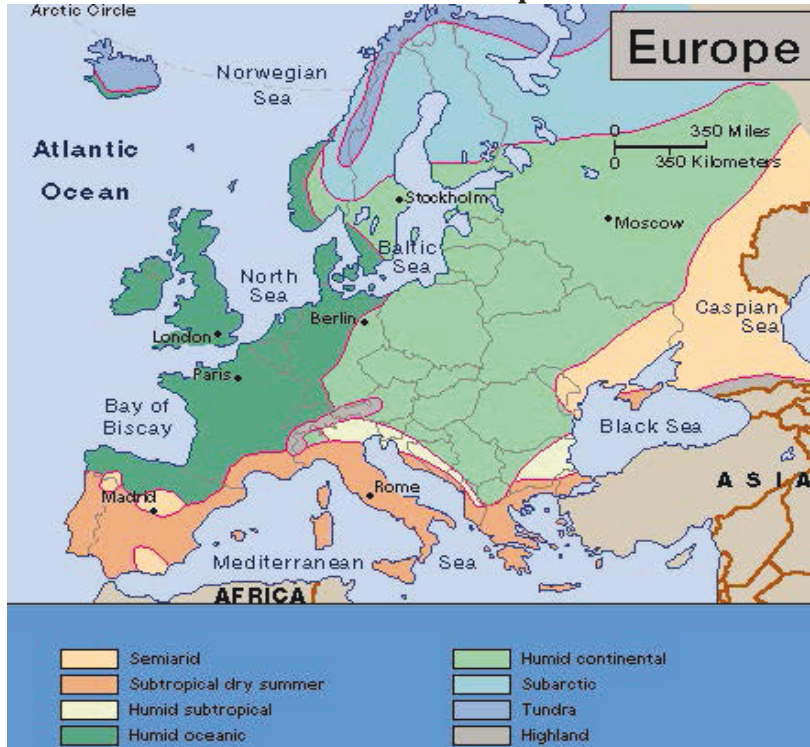 Arctic Circle
Europe
Norwegian
Sea
0 350 Miles
0 350 Kilometers
Atlantic
Ocean
Stockholm
Moscow
Baltic
Sea
North
Sea
Berlin
London
Caspian
Sea
Paris
Bay of
Biscay
Black Sea
Madrid
Rome
ASIA
Mediterranean Sea
AFRICA
Semiarid
Subtropical dry summer
Humid subtropical
Humid oceanic
Humid continental
Subarctic
Tundra
Highland